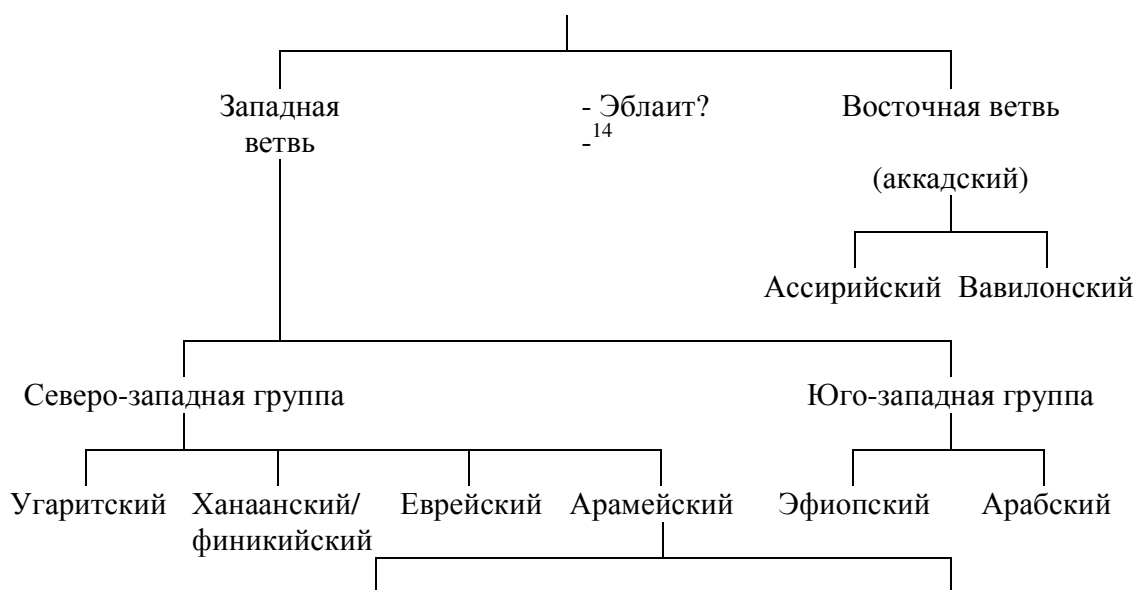 Западная - Эблаит? Восточная ветвь
ветвь -14
(аккадский)
Ассирийский Вавилонский
Северо-западная группа Юго-западная группа
Угаритский Ханаанский/ Еврейский Арамейский Эфиопский Арабский
финикийский